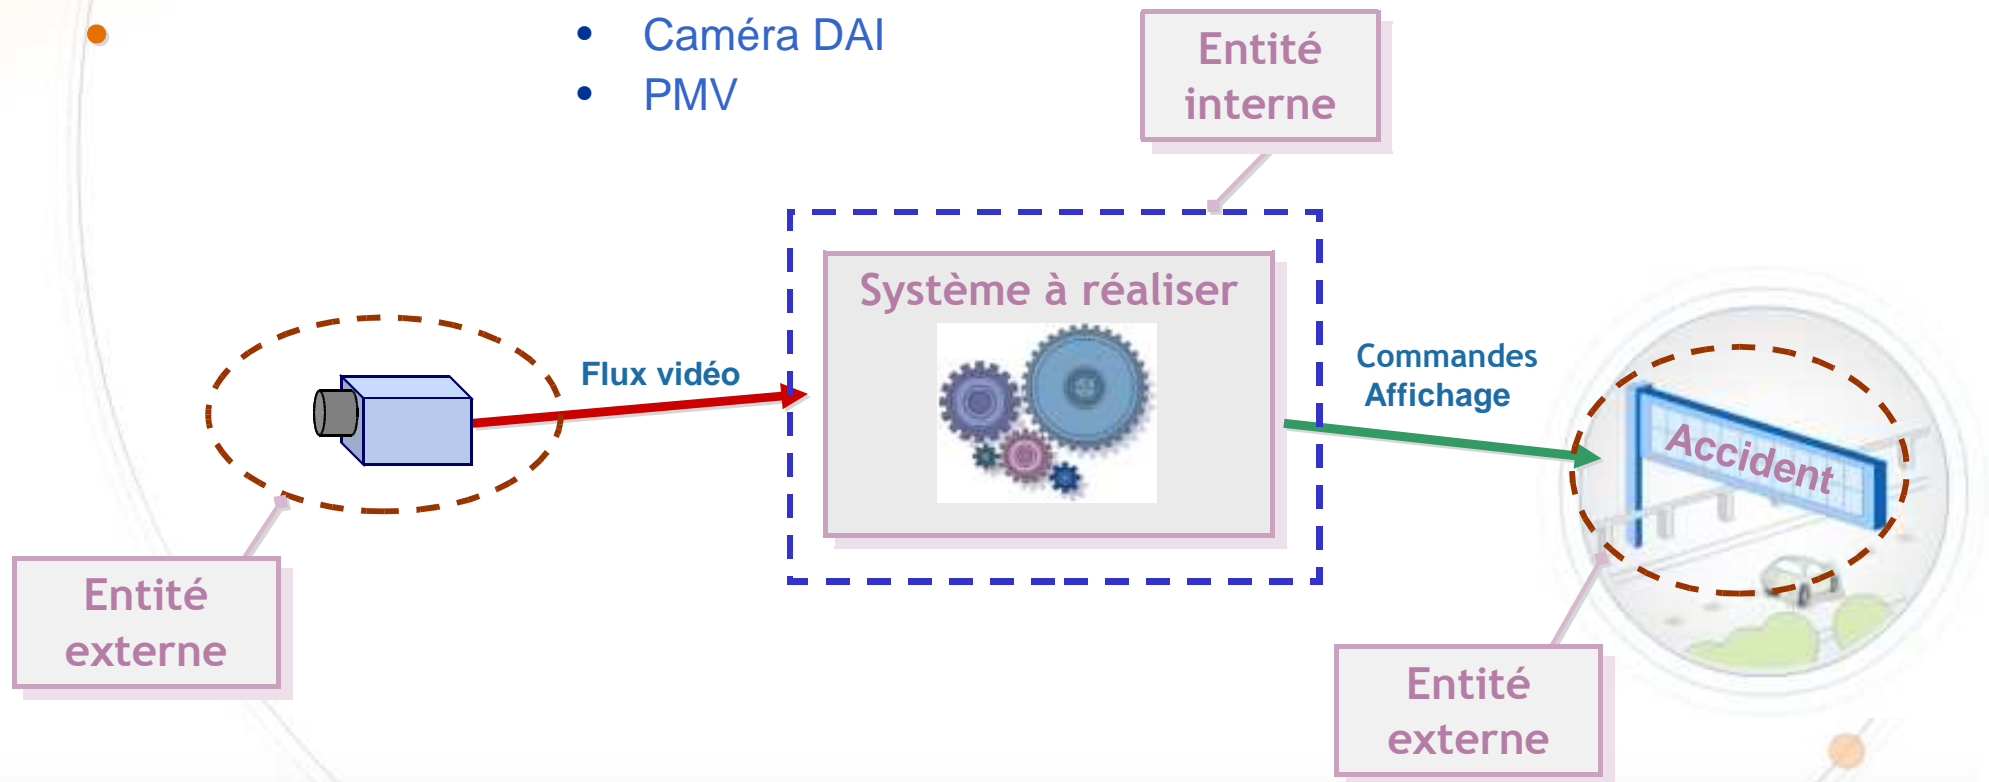 • Caméra DAI
• PMV
Entité
interne
Système à réaliser
Flux vidéo
Commandes
Affichage
Accident
Entité
externe
Entité
externe